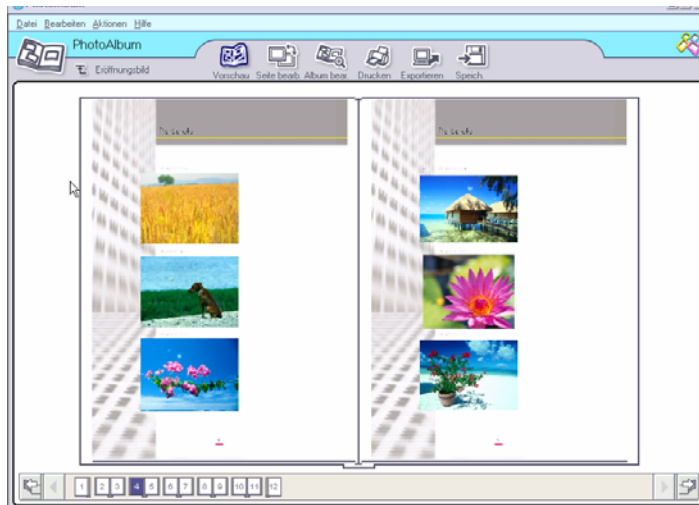 Datei Bearbeiten Aktionen Hilfe
PhotoAlbum
Eröffnungsbild
Vorschau Seite bearb. Album bear. Drucken Exportieren Speich.
1 2 3 4 5 6 7 8 9 10 11 12